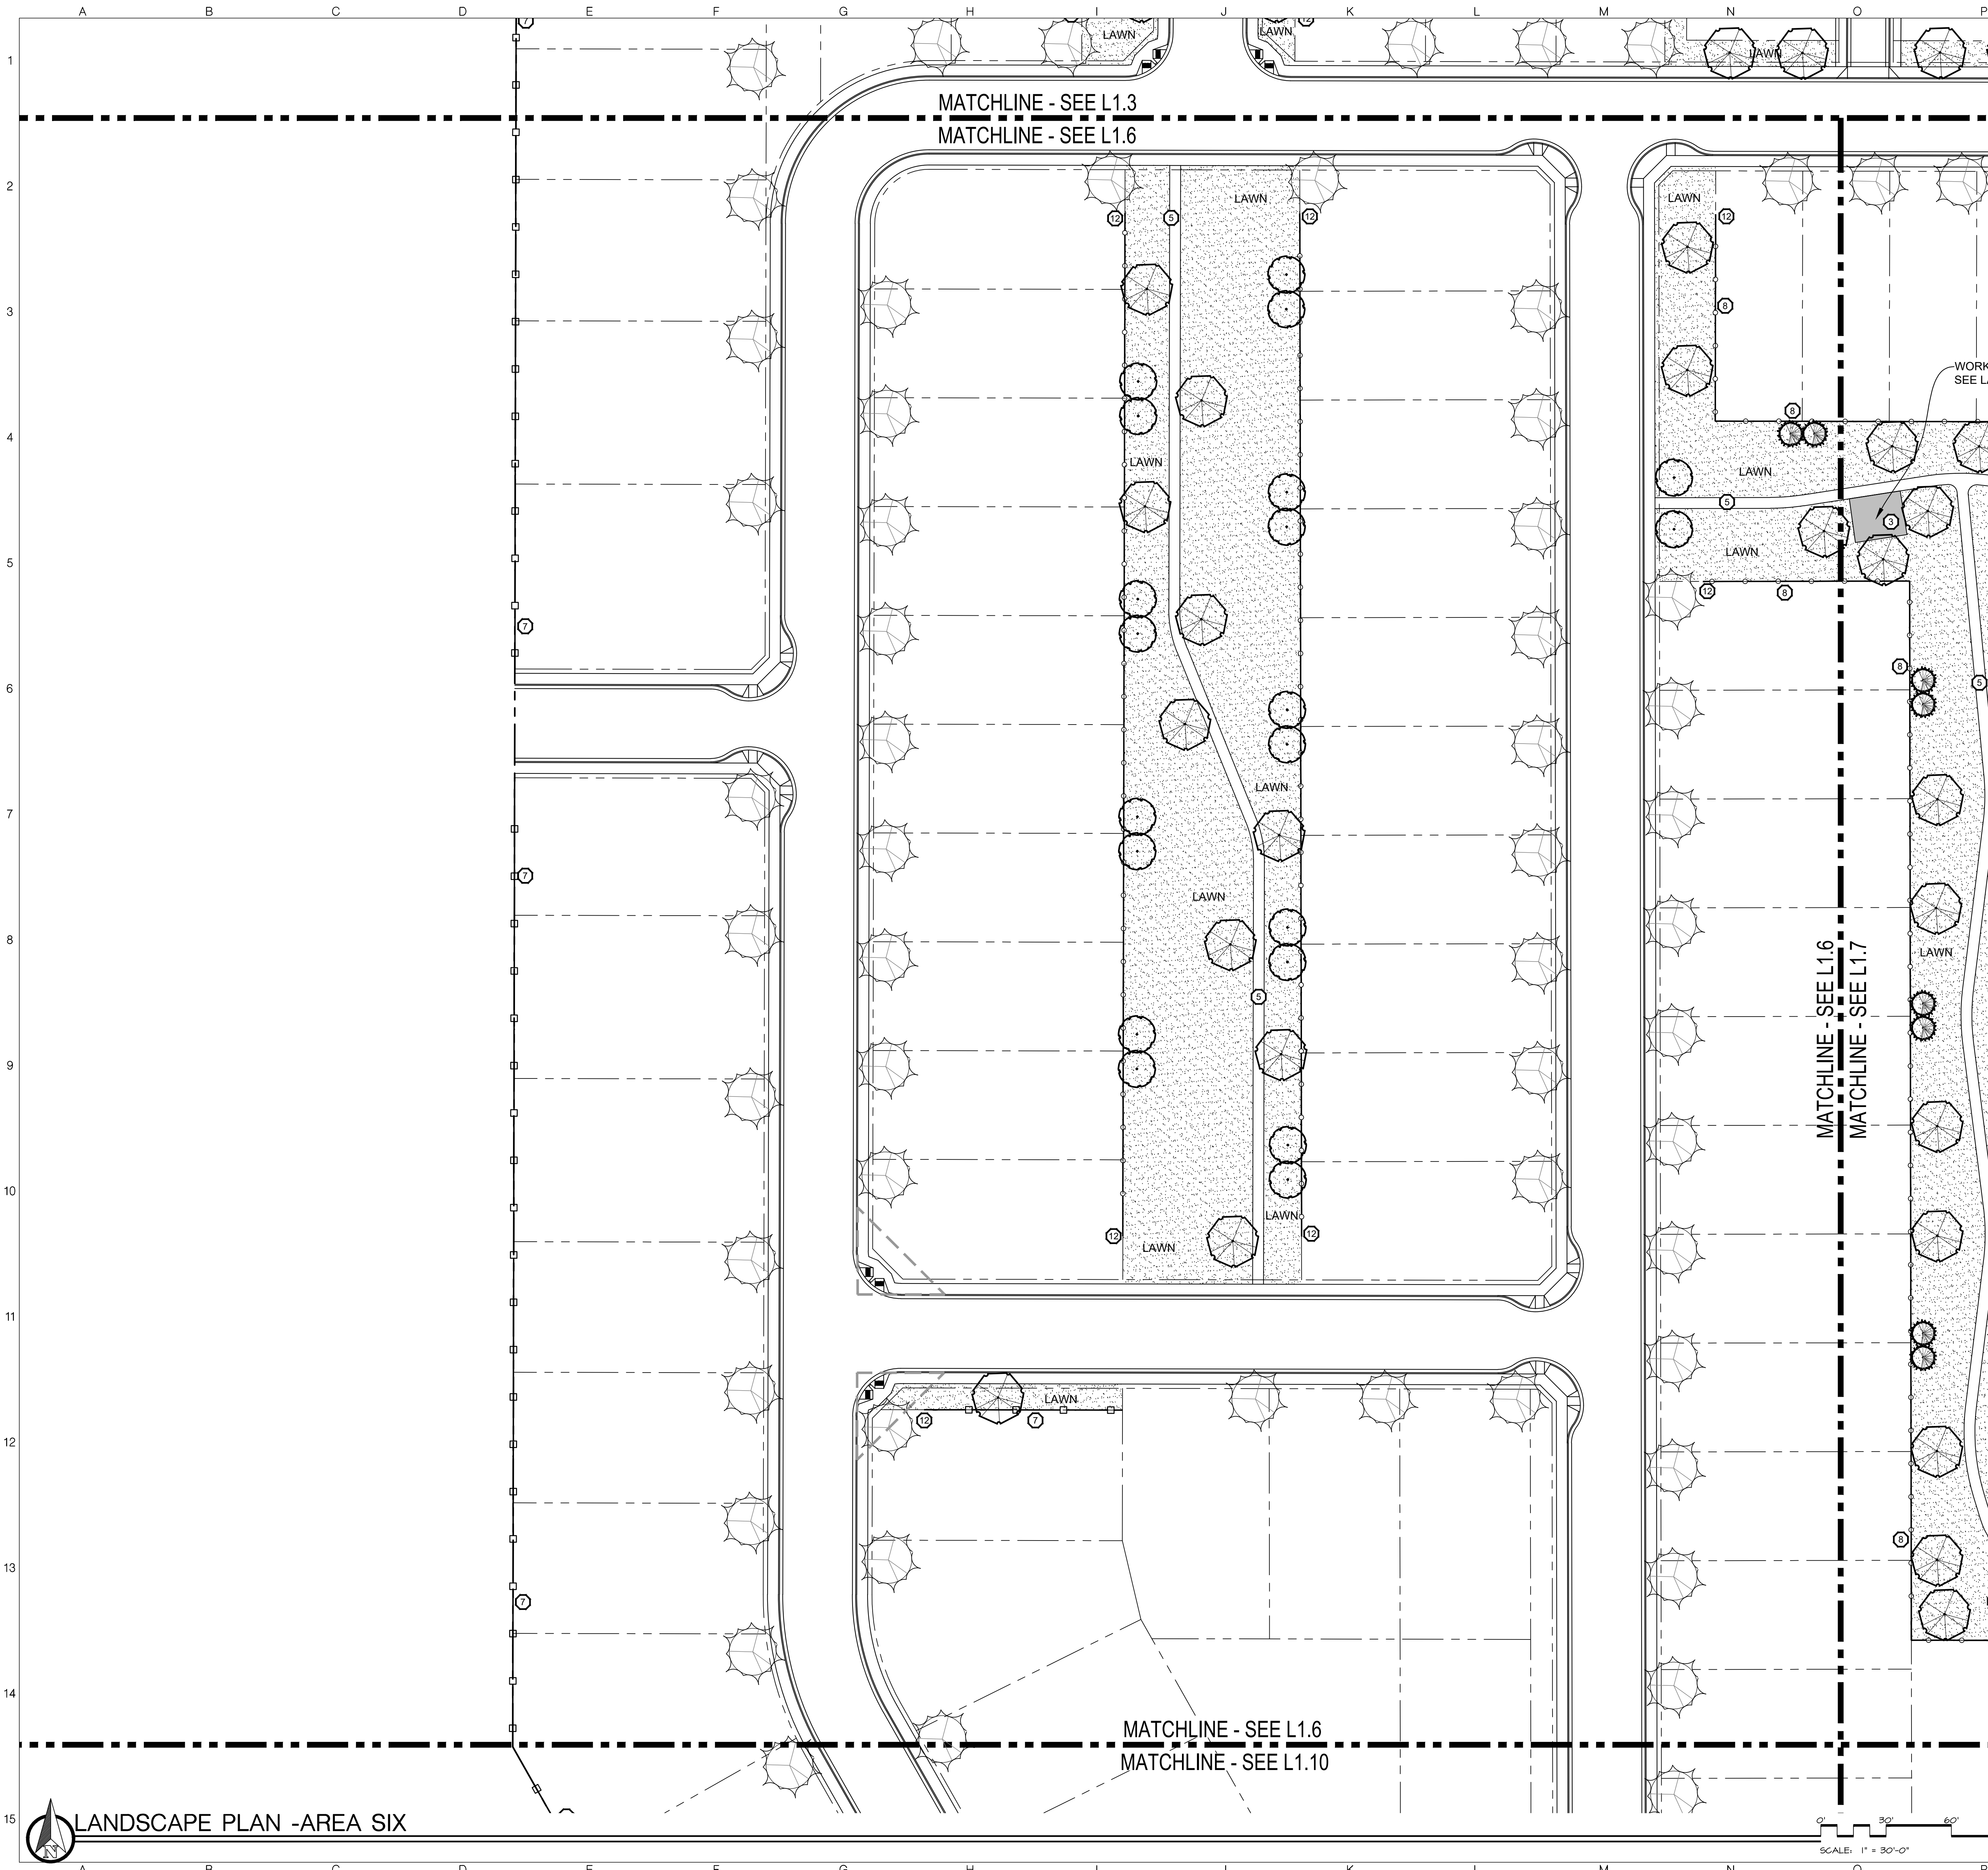 A B C D E F G H I J K L M N O P
1
LAWN
LAWN
LAWN
7
12
MATCHLINE - SEE L1.3
MATCHLINE - SEE L1.6
2
LAWN
LAWN
12
5
12
12
3
8
WORK
SEE LA
4
8
LAWN
LAWN
5
3
5
LAWN
12
8
7
6
8
5
7
LAWN
7
LAWN
8
MATCHLINE - SEE L1.6
MATCHLINE - SEE L1.7
LAWN
5
9
10
LAWN
12
LAWN
12
11
LAWN
12
7
12
8
13
7
14
MATCHLINE - SEE L1.6
MATCHLINE - SEE L1.10
15
N
LANDSCAPE PLAN -AREA SIX
0' 30' 60'
SCALE: 1" = 30'-0"
A B C D E F G H I J K L M N O P